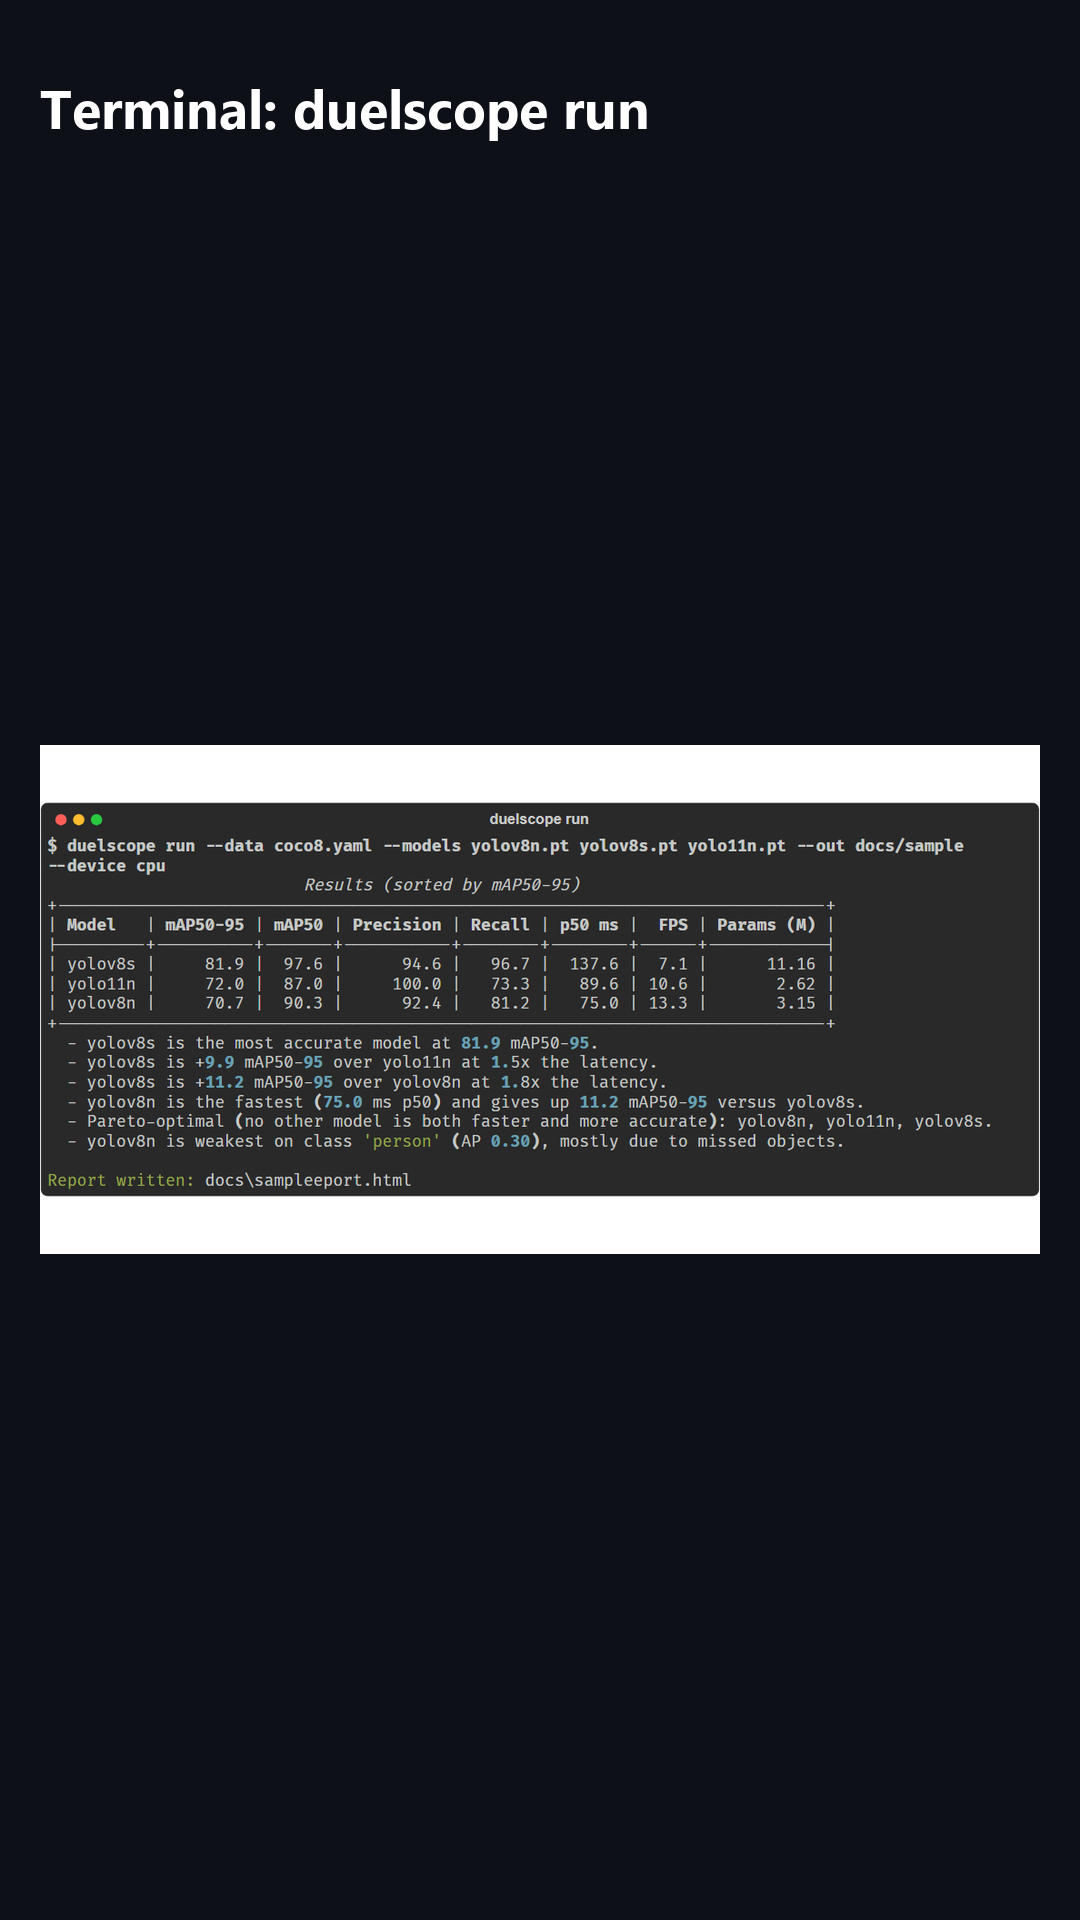 Terminal: duelscope run
duelscope run
$ duelscope run --data coco8.yaml --models yolov8n.pt yolov8s.pt yolo11n.pt --out docs/sample
--device cpu
Results (sorted by mAP50-95)
| Model | mAP50-95 | mAP50 | Precision | Recall | p50 ms | FPS | Params (M) |
| yolov8s | 81.9 | 97.6 | 94.6 | 96.7 | 137.6 | 7.1 | 11.16 |
| yolo11n | 72.0 | 87.0 | 100.0 | 73.3 | 89.6 | 10.6 | 2.62 |
| yolov8n | 70.7 | 90.3 | 92.4 | 81.2 | 75.0 | 13.3 | 3.15 |
- yolov8s is the most accurate model at 81.9 mAP50-95.
- yolov8s is +9.9 mAP50-95 over yolo11n at 1.5x the latency.
- yolov8s is +11.2 mAP50-95 over yolov8n at 1.8x the latency.
- yolov8n is the fastest (75.0 ms p50) and gives up 11.2 mAP50-95 versus yolov8s.
- Pareto-optimal (no other model is both faster and more accurate): yolov8n, yolo11n, yolov8s.
- yolov8n is weakest on class 'person' (AP 0.30), mostly due to missed objects.
Report written: docs\sampleeport.html